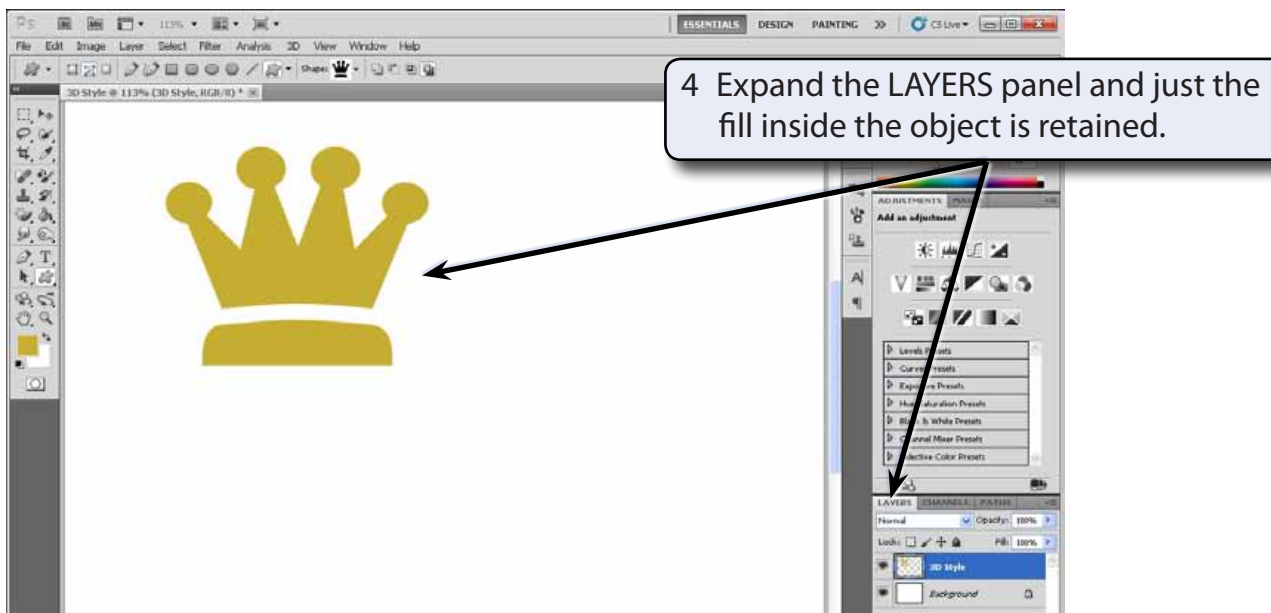 Ps 113%
ESSENTIALS DESIGN PAINTING CS Live
File Edit Image Layer Select Filter Analysis 3D View Window Help
Shape:
3D Style @ 113% (3D Style, RGB/8) *
4 Expand the LAYERS panel and just the
fill inside the object is retained.
ADJUSTMENTS
Add an adjustment
Levels Presets
Curves Presets
Exposure Presets
Hue/Saturation Presets
Black & White Presets
Channel Mixer Presets
Selective Color Presets
LAYERS CHANNELS PATHS
Normal Opacity: 100%
Lock: Fill: 100%
3D Style
Background